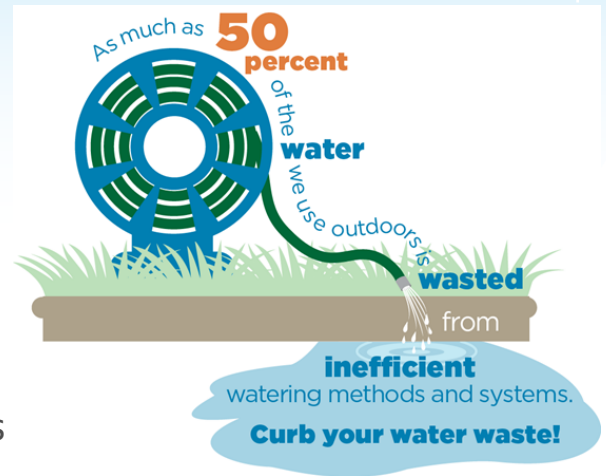 As much as 50
percent
of the
water
we use outdoors is
wasted
from
inefficient
watering methods and systems.
Curb your water waste!
s